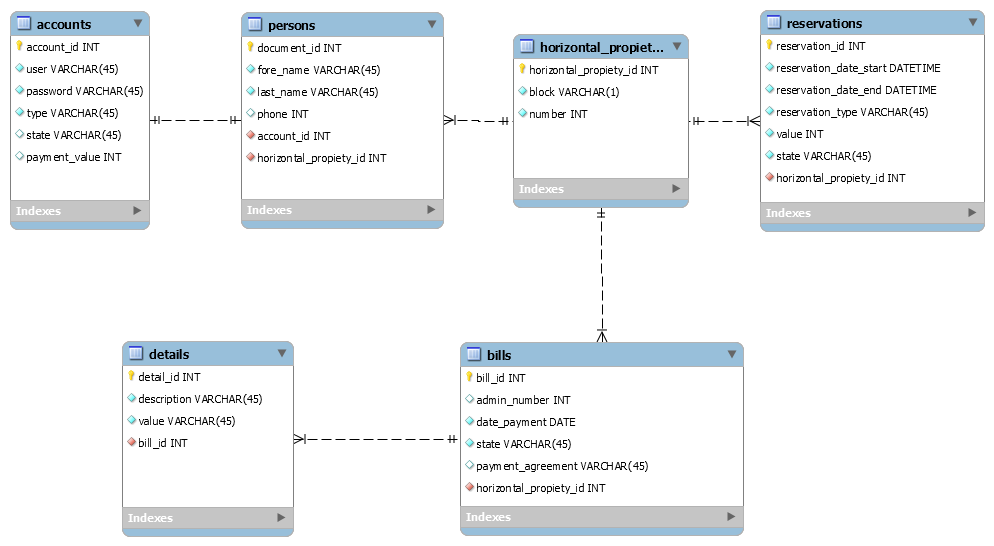 accounts
account_id INT
user VARCHAR(45)
password VARCHAR(45)
type VARCHAR(45)
state VARCHAR(45)
payment_value INT
Indexes
persons
document_id INT
fore_name VARCHAR(45)
last_name VARCHAR(45)
phone INT
account_id INT
horizontal_propiety_id INT
Indexes
horizontal_propiet...
horizontal_propiety_id INT
block VARCHAR(1)
number INT
Indexes
reservations
reservation_id INT
reservation_date_start DATETIME
reservation_date_end DATETIME
reservation_type VARCHAR(45)
value INT
state VARCHAR(45)
horizontal_propiety_id INT
Indexes
details
detail_id INT
description VARCHAR(45)
value VARCHAR(45)
bill_id INT
Indexes
bills
bill_id INT
admin_number INT
date_payment DATE
state VARCHAR(45)
payment_agreement VARCHAR(45)
horizontal_propiety_id INT
Indexes